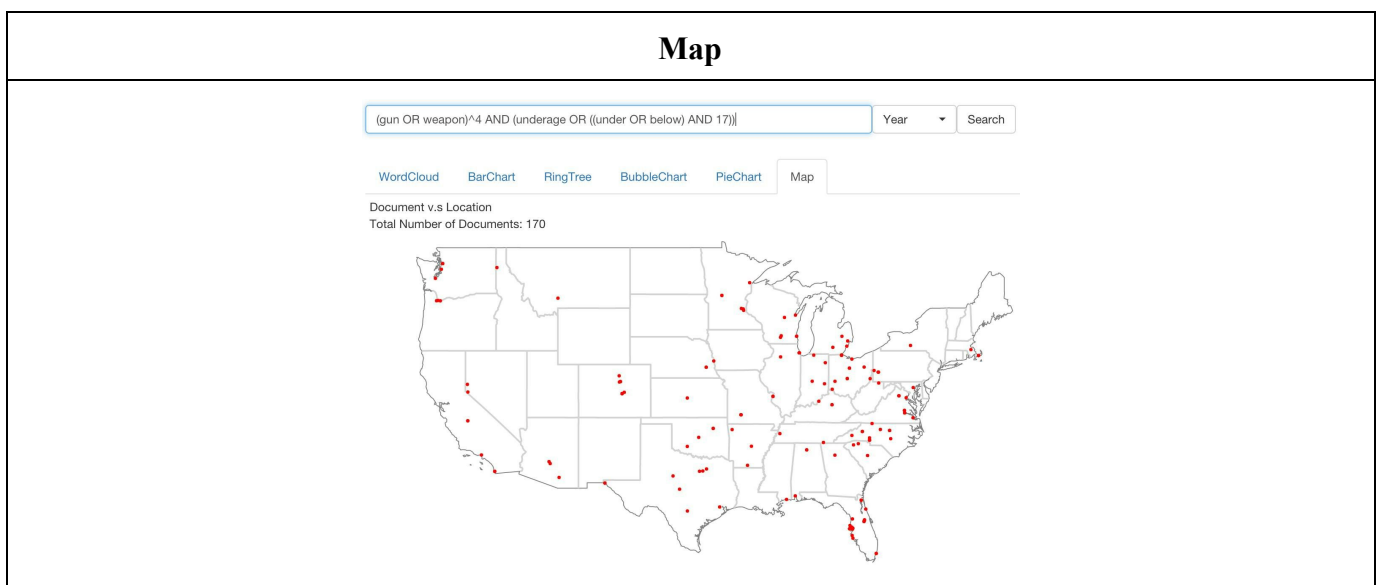 Map
(gun OR weapon)^4 AND (underage OR ((under OR below) AND 17)) Year Search
WordCloud BarChart RingTree BubbleChart PieChart Map
Document v.s Location
Total Number of Documents: 170